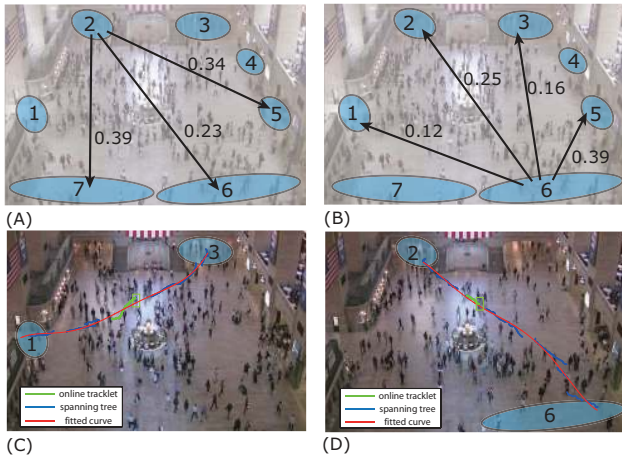 2
3
4
1
5
7
6
0.34
0.39
0.23
(A)
2
3
4
1
5
7
6
0.25
0.16
0.12
0.39
(B)
3
1
online tracklet
spanning tree
fitted curve
(C)
2
6
online tracklet
spanning tree
fitted curve
(D)